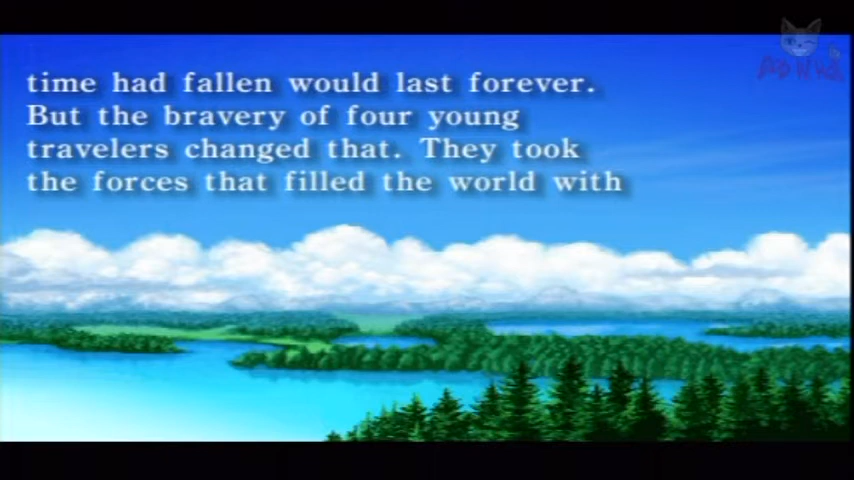 time had fallen would last forever.
But the bravery of four young
travelers changed that. They took
the forces that filled the world with